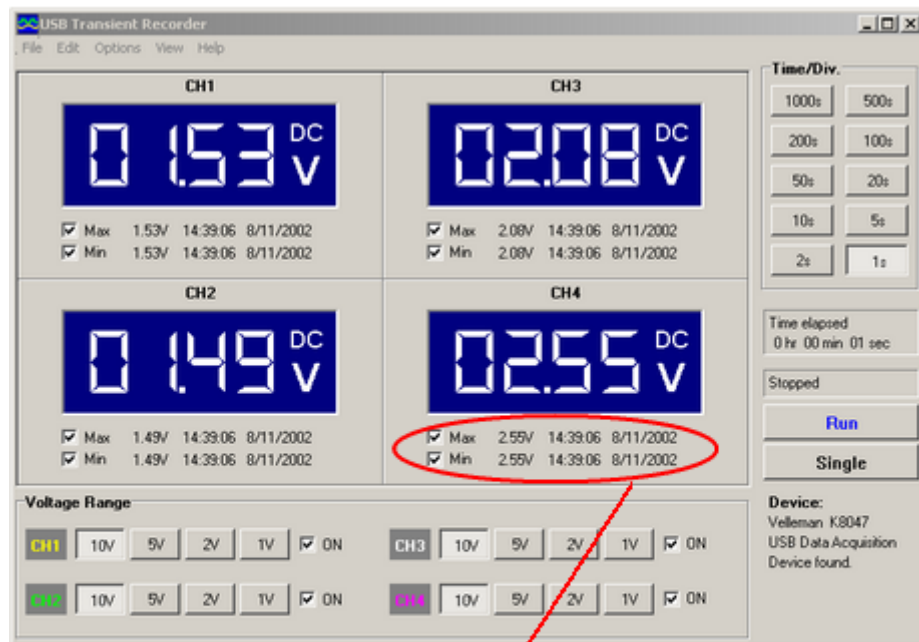 USB Transient Recorder
File Edit Options View Help
CH1
01.53 DC V
Max 1.53V 14:39:06 8/11/2002
Min 1.53V 14:39:06 8/11/2002
CH3
02.08 DC V
Max 2.08V 14:39:06 8/11/2002
Min 2.08V 14:39:06 8/11/2002
CH2
01.49 DC V
Max 1.49V 14:39:06 8/11/2002
Min 1.49V 14:39:06 8/11/2002
CH4
02.55 DC V
Max 2.55V 14:39:06 8/11/2002
Min 2.55V 14:39:06 8/11/2002
Time/Div.
1000s 500s
200s 100s
50s 20s
10s 5s
2s 1s
Time elapsed
0 hr 00 min 01 sec
Stopped
Run
Single
Voltage Range
CH1 10V 5V 2V 1V ON
CH3 10V 5V 2V 1V ON
CH2 10V 5V 2V 1V ON
CH4 10V 5V 2V 1V ON
Device:
Velleman K8047
USB Data Acquisition
Device found.